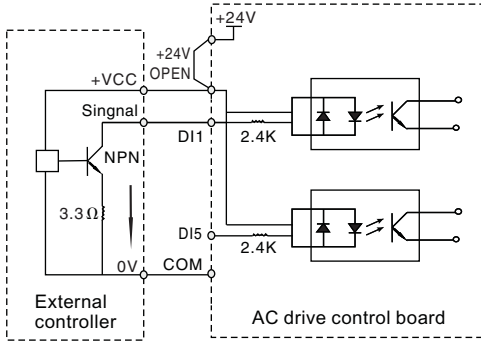 +24V
+24V
OPEN
+VCC
Singnal
DI1
2.4K
NPN
3.3Ω
DI5
2.4K
0V
COM
External
controller
AC drive control board